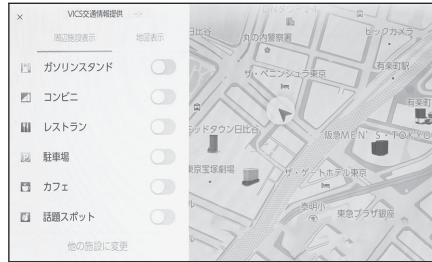 ×
VICS交通情報提供
周辺施設表示
地図表示
ガソリンスタンド
コンビニ
レストラン
駐車場
カフェ
話題スポット
他の施設に変更
日比谷
丸の内警察署
ビックカメラ
有楽町駅
ザ・ペニンシュラ東京
有楽町
ミッドタウン日比谷
阪急MEN'S・TOKYO
東京宝塚劇場
ザ・ゲートホテル東京
泰明小
東急プラザ銀座